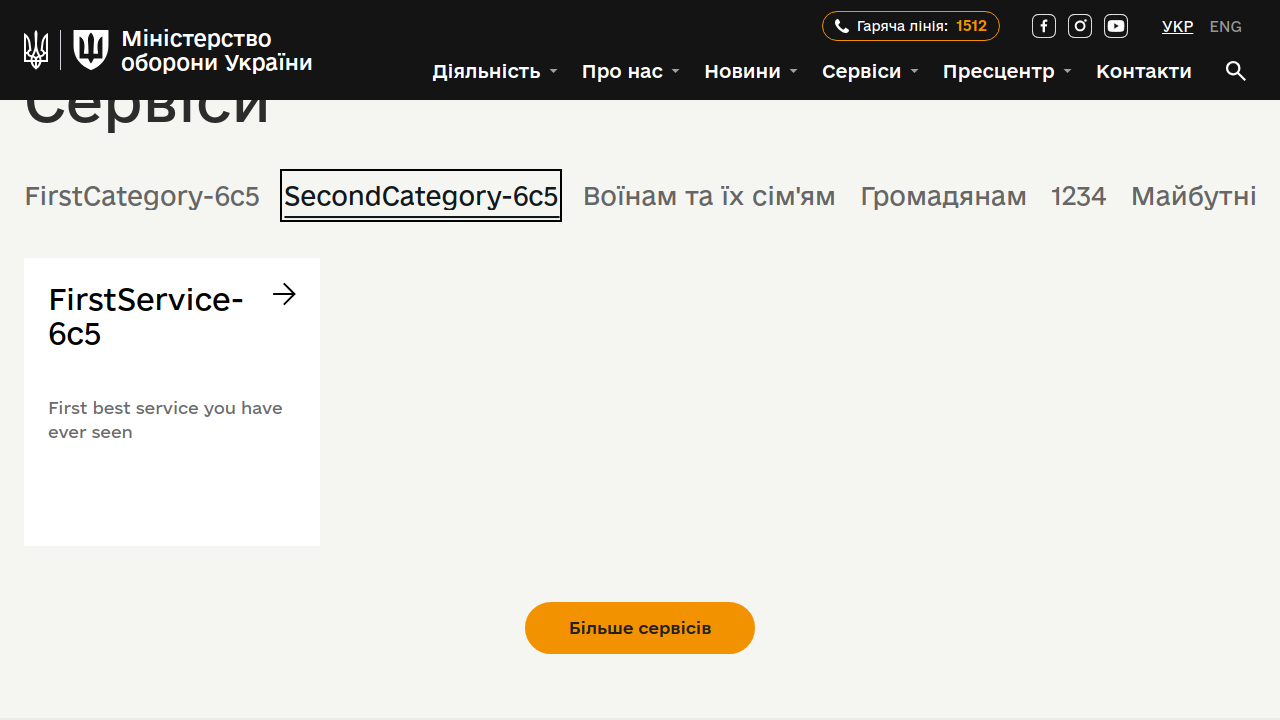 Міністерство
оборони України
Гаряча лінія: 1512
УКР ENG
Діяльність Про нас Новини Сервіси Пресцентр Контакти
Сервіси
FirstCategory-6c5 SecondCategory-6c5 Воїнам та їх сім'ям Громадянам 1234 Майбутні
FirstService-
6c5
First best service you have
ever seen
Більше сервісів